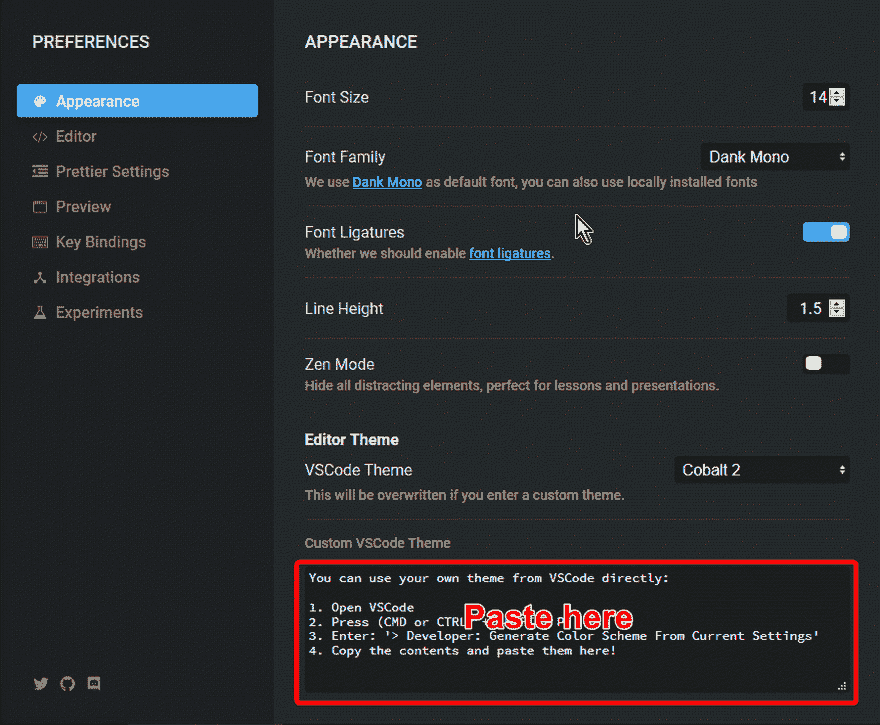 PREFERENCES
Appearance
Editor
Prettier Settings
Preview
Key Bindings
Integrations
Experiments
APPEARANCE
Font Size
14
Font Family
Dank Mono
We use Dank Mono as default font, you can also use locally installed fonts
Font Ligatures
Whether we should enable font ligatures.
Line Height
1.5
Zen Mode
Hide all distracting elements, perfect for lessons and presentations.
Editor Theme
VSCode Theme
Cobalt 2
This will be overwritten if you enter a custom theme.
Custom VSCode Theme
You can use your own theme from VSCode directly:
1. Open VSCode
2. Press (CMD or CTRL P
3. Enter: '> Developer: Generate Color Scheme From Current Settings'
4. Copy the contents and paste them here!
Paste here